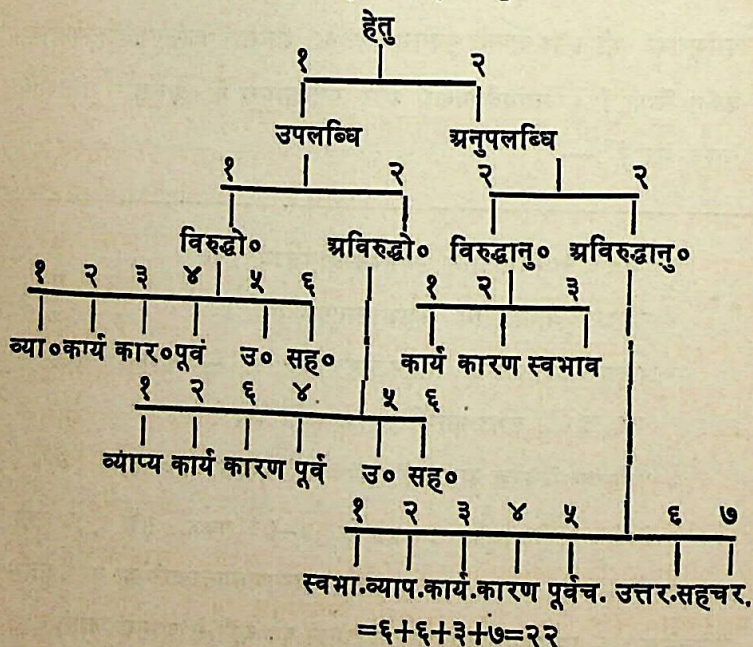 हेतु
१ २
उपलब्धि अनुपलब्धि
१ २ २ २
विरुद्धो० अविरुद्धो० विरुद्धानु० अविरुद्धानु०
१ २ ३ ४ ५ ६ १ २ ३
व्या० कार्य कार० पूर्व उ० सह० कार्य कारण स्वभाव
१ २ ६ ४ ५ ६
व्याप्य कार्य कारण पूर्व उ० सह०
१ २ ३ ४ ५ ६ ७
स्वभा. व्याप. कार्य. कारण पूर्वच. उत्तर. सहचर.
=६+६+३+७=२२